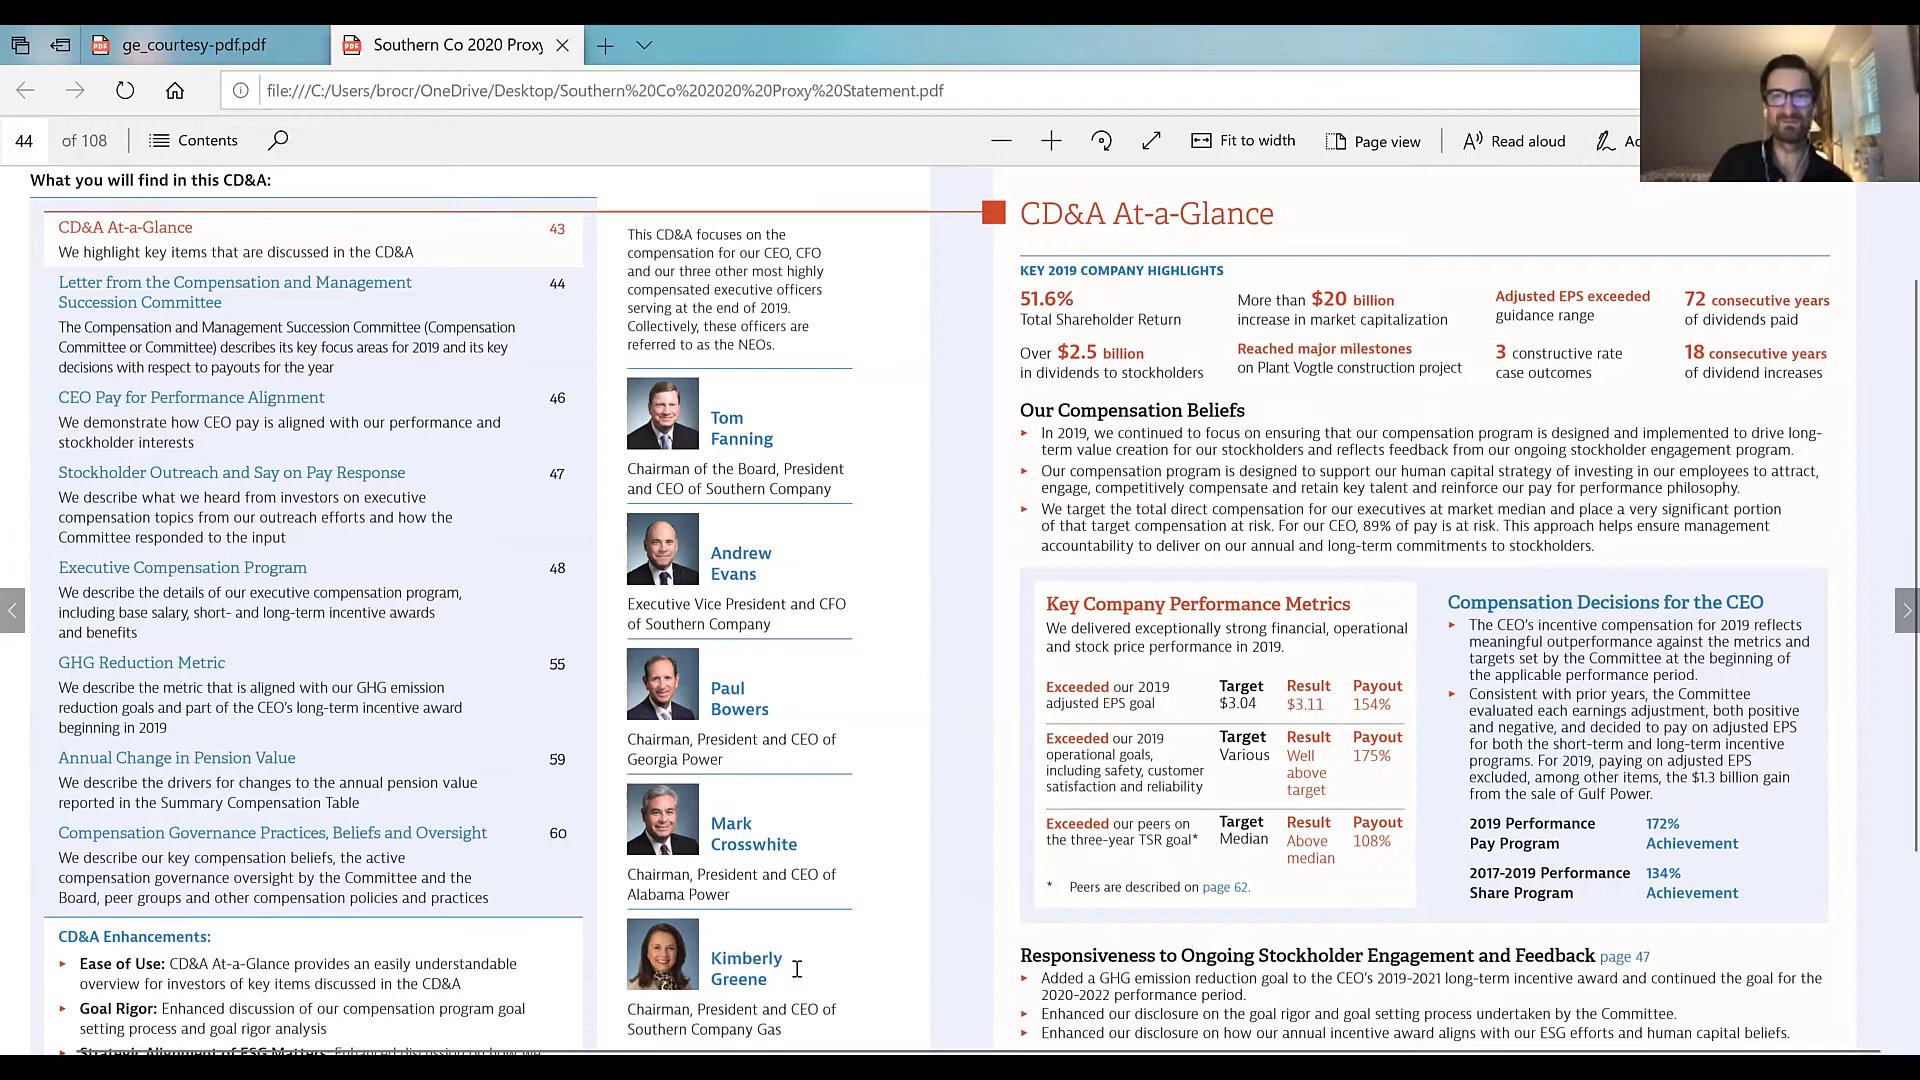 ge_courtesy-pdf.pdf
Southern Co 2020 Proxy
file:///C:/Users/brocr/OneDrive/Desktop/Southern%20Co%202020%20Proxy%20Statement.pdf
44 of 108
Contents
Fit to width
Page view
Read aloud
What you will find in this CD&A:
CD&A At-a-Glance 43
We highlight key items that are discussed in the CD&A
Letter from the Compensation and Management 44
Succession Committee
The Compensation and Management Succession Committee (Compensation
Committee or Committee) describes its key focus areas for 2019 and its key
decisions with respect to payouts for the year
CEO Pay for Performance Alignment 46
We demonstrate how CEO pay is aligned with our performance and
stockholder interests
Stockholder Outreach and Say on Pay Response 47
We describe what we heard from investors on executive
compensation topics from our outreach efforts and how the
Committee responded to the input
Executive Compensation Program 48
We describe the details of our executive compensation program,
including base salary, short- and long-term incentive awards
and benefits
GHG Reduction Metric 55
We describe the metric that is aligned with our GHG emission
reduction goals and part of the CEO's long-term incentive award
beginning in 2019
Annual Change in Pension Value 59
We describe the drivers for changes to the annual pension value
reported in the Summary Compensation Table
Compensation Governance Practices, Beliefs and Oversight 60
We describe our key compensation beliefs, the active
compensation governance oversight by the Committee and the
Board, peer groups and other compensation policies and practices
CD&A Enhancements:
Ease of Use: CD&A At-a-Glance provides an easily understandable
overview for investors of key items discussed in the CD&A
Goal Rigor: Enhanced discussion of our compensation program goal
setting process and goal rigor analysis
Strategic Alignment of ESG Matters: Enhanced discussion on how we
This CD&A focuses on the
compensation for our CEO, CFO
and our three other most highly
compensated executive officers
serving at the end of 2019.
Collectively, these officers are
referred to as the NEOs.
Tom
Fanning
Chairman of the Board, President
and CEO of Southern Company
Andrew
Evans
Executive Vice President and CFO
of Southern Company
Paul
Bowers
Chairman, President and CEO of
Georgia Power
Mark
Crosswhite
Chairman, President and CEO of
Alabama Power
Kimberly
Greene
Chairman, President and CEO of
Southern Company Gas
CD&A At-a-Glance
KEY 2019 COMPANY HIGHLIGHTS
51.6%
Total Shareholder Return
More than $20 billion
increase in market capitalization
Adjusted EPS exceeded
guidance range
72 consecutive years
of dividends paid
Over $2.5 billion
in dividends to stockholders
Reached major milestones
on Plant Vogtle construction project
3 constructive rate
case outcomes
18 consecutive years
of dividend increases
Our Compensation Beliefs
In 2019, we continued to focus on ensuring that our compensation program is designed and implemented to drive long-
term value creation for our stockholders and reflects feedback from our ongoing stockholder engagement program.
Our compensation program is designed to support our human capital strategy of investing in our employees to attract,
engage, competitively compensate and retain key talent and reinforce our pay for performance philosophy.
We target the total direct compensation for our executives at market median and place a very significant portion
of that target compensation at risk. For our CEO, 89% of pay is at risk. This approach helps ensure management
accountability to deliver on our annual and long-term commitments to stockholders.
Key Company Performance Metrics
We delivered exceptionally strong financial, operational
and stock price performance in 2019.
Exceeded our 2019 Target Result Payout
adjusted EPS goal $3.04 $3.11 154%
Exceeded our 2019 Target Result Payout
operational goals, Various Well 175%
including safety, customer above
satisfaction and reliability target
Exceeded our peers on Target Result Payout
the three-year TSR goal* Median Above 108%
median
* Peers are described on page 62.
Compensation Decisions for the CEO
The CEO's incentive compensation for 2019 reflects
meaningful outperformance against the metrics and
targets set by the Committee at the beginning of
the applicable performance period.
Consistent with prior years, the Committee
evaluated each earnings adjustment, both positive
and negative, and decided to pay on adjusted EPS
for both the short-term and long-term incentive
programs. For 2019, paying on adjusted EPS
excluded, among other items, the $1.3 billion gain
from the sale of Gulf Power.
2019 Performance 172%
Pay Program Achievement
2017-2019 Performance 134%
Share Program Achievement
Responsiveness to Ongoing Stockholder Engagement and Feedback page 47
Added a GHG emission reduction goal to the CEO's 2019-2021 long-term incentive award and continued the goal for the
2020-2022 performance period.
Enhanced our disclosure on the goal rigor and goal setting process undertaken by the Committee.
Enhanced our disclosure on how our annual incentive award aligns with our ESG efforts and human capital beliefs.